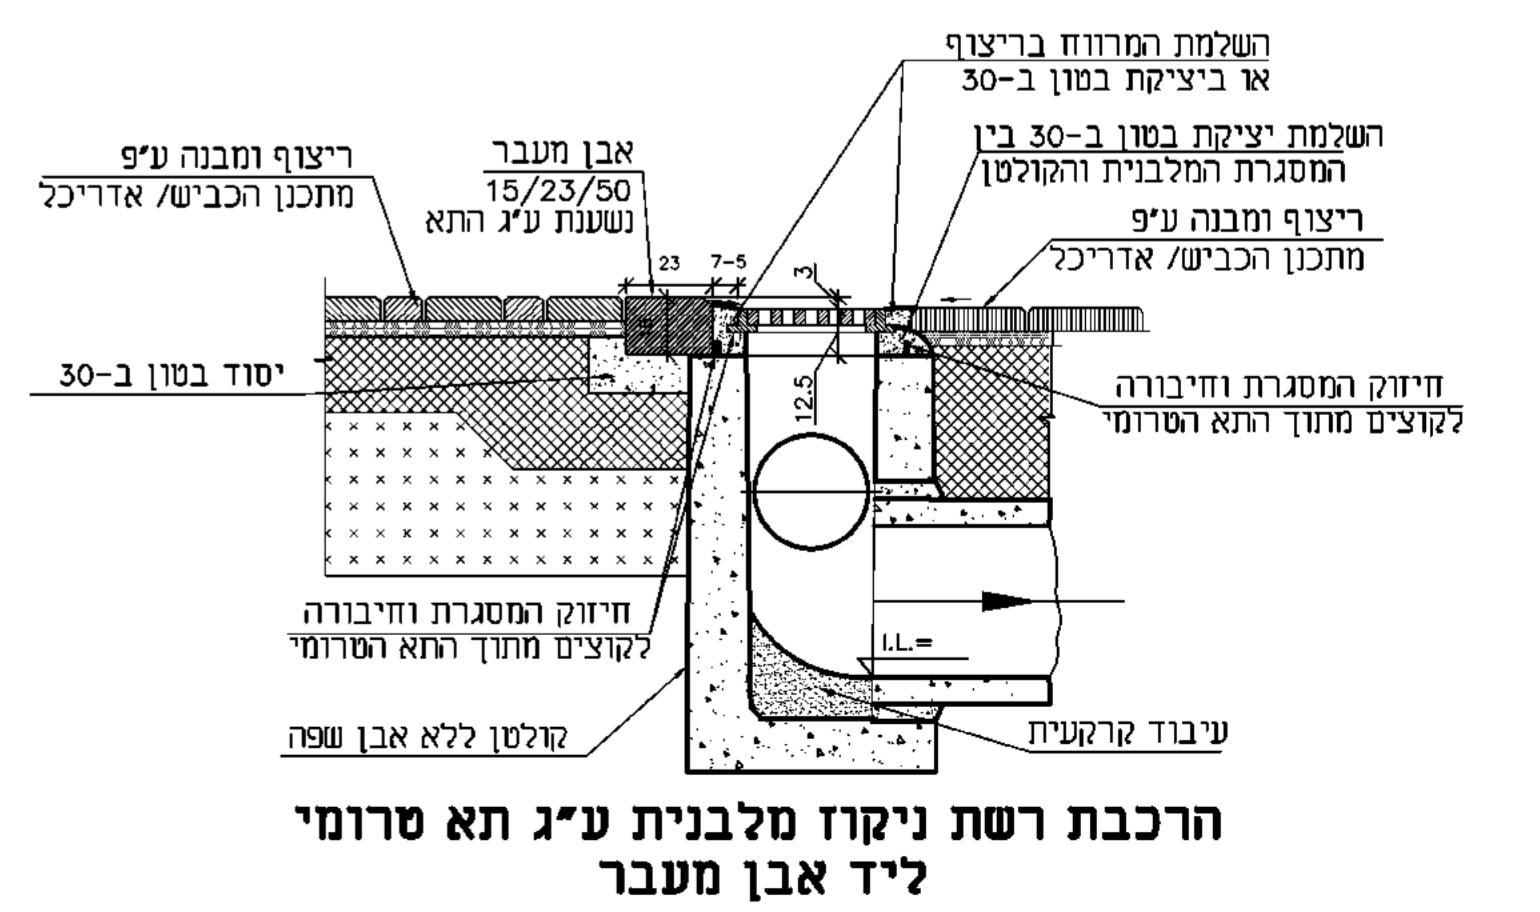 השלמת המרווח בריצוף
או ביציקת בטון ב-30
השלמת יציקת בטון ב-30 בין
המסגרת המלבנית והקולטן
ריצוף ומבנה ע"פ
מתכנן הכביש/ אדריכל
אבן מעבר
15/23/50
נשענת ע"ג התא
ריצוף ומבנה ע"פ
מתכנן הכביש/ אדריכל
23
7-5
3
12.5
יסוד בטון ב-30
חיזוק המסגרת וחיבורה
לקוצים מתוך התא הטרומי
חיזוק המסגרת וחיבורה
לקוצים מתוך התא הטרומי
I.L.=
קולטן ללא אבן שפה
עיבוד קרקעית
הרכבת רשת ניקוז מלבנית ע"ג תא טרומי
ליד אבן מעבר